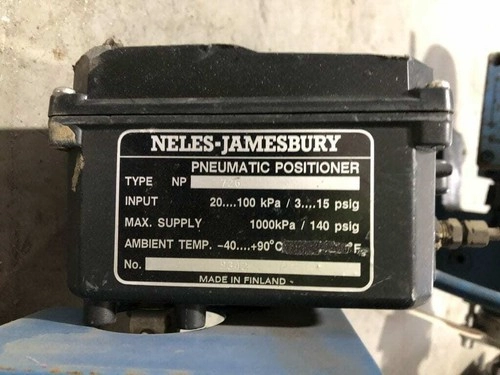 NELES-JAMESBURY
PNEUMATIC POSITIONER
TYPE NP
INPUT 20....100 kPa / 3....15 psig
MAX. SUPPLY 1000kPa / 140 psig
AMBIENT TEMP. -40....+90°C °F
No.
MADE IN FINLAND